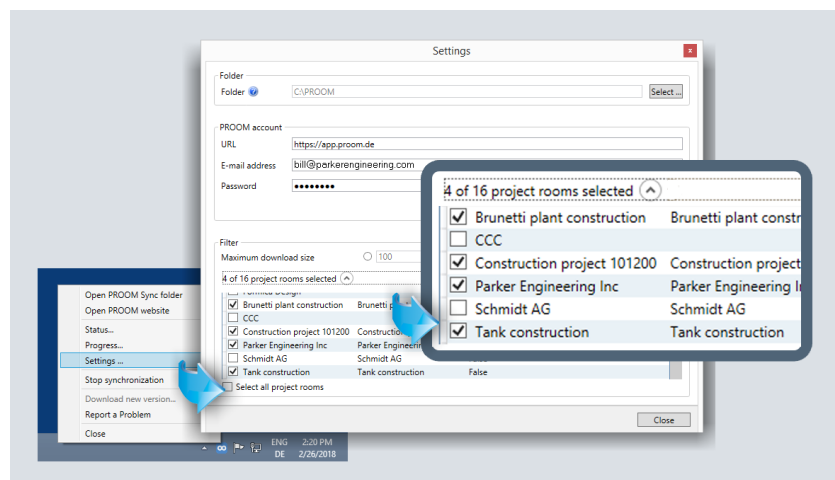 Settings
x
Folder
Folder ?
C:\PROOM
Select ...
PROOM account
URL
https://app.proom.de
E-mail address
bill@parkerengineering.com
Password
••••••••
Filter
Maximum download size
100
4 of 16 project rooms selected
Brunetti plant construction Brunetti
CCC
Construction project 101200 Construction
Parker Engineering Inc Parker Engineering
Schmidt AG Schmidt AG
Tank construction Tank construction False
Select all project rooms
Close
4 of 16 project rooms selected
Brunetti plant construction Brunetti plant constr
CCC
Construction project 101200 Construction project
Parker Engineering Inc Parker Engineering I
Schmidt AG Schmidt AG
Tank construction Tank construction
Open PROOM Sync folder
Open PROOM website
Status...
Progress...
Settings ...
Stop synchronization
Download new version...
Report a Problem
Close
ENG 2:20 PM
DE 2/26/2018